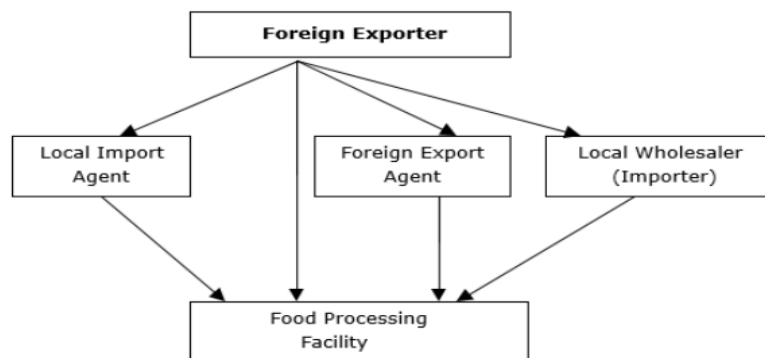 Foreign Exporter
Local Import
Agent
Foreign Export
Agent
Local Wholesaler
(Importer)
Food Processing
Facility